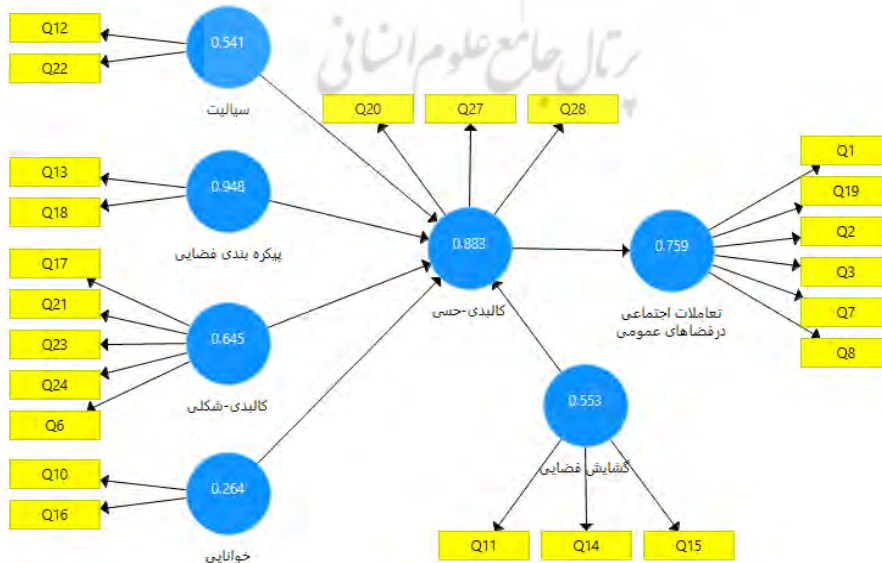 پرتال جامع علوم انسانی
Q12
Q22
0.541
سیالیت
Q20
Q27
Q28
Q13
Q18
0.948
پیکره بندی فضایی
Q17
Q21
Q23
Q24
Q6
0.645
کالبدی-شکلی
Q10
Q16
0.264
خوانایی
0.883
کالبدی-حسی
0.759
تعاملات اجتماعی
درفضاهای عمومی
Q1
Q19
Q2
Q3
Q7
Q8
0.553
گشایش فضایی
Q11
Q14
Q15